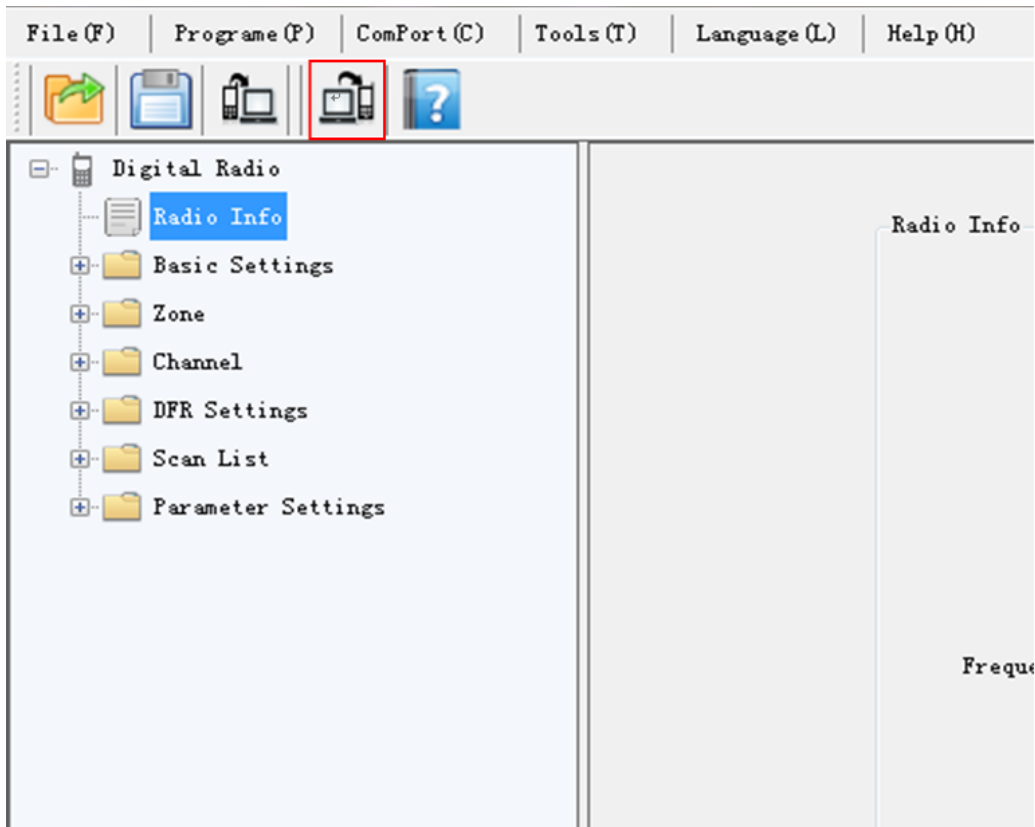 File(F) Programe(P) ComPort(C) Tools(T) Language(L) Help(H)
Digital Radio
Radio Info
Basic Settings
Zone
Channel
DFR Settings
Scan List
Parameter Settings
Radio Info
Freque